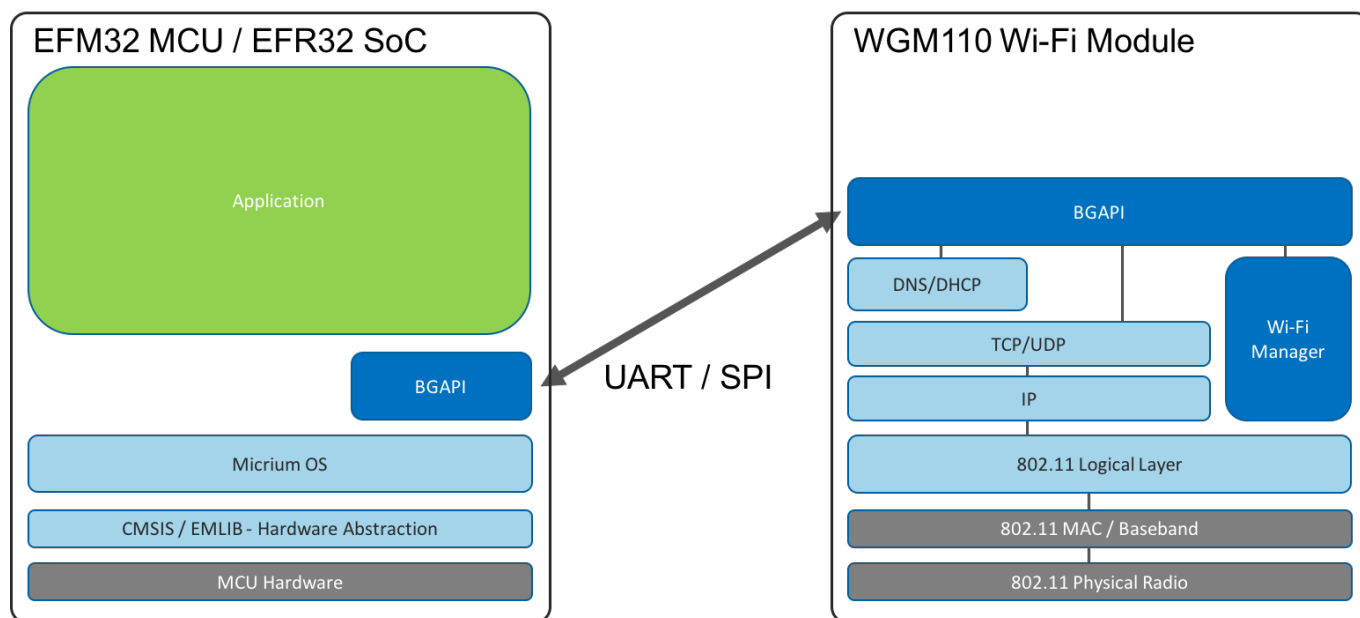 EFM32 MCU / EFR32 SoC
Application
BGAPI
Micrium OS
CMSIS / EMLIB - Hardware Abstraction
MCU Hardware
UART / SPI
WGM110 Wi-Fi Module
BGAPI
DNS/DHCP
TCP/UDP
IP
Wi-Fi
Manager
802.11 Logical Layer
802.11 MAC / Baseband
802.11 Physical Radio